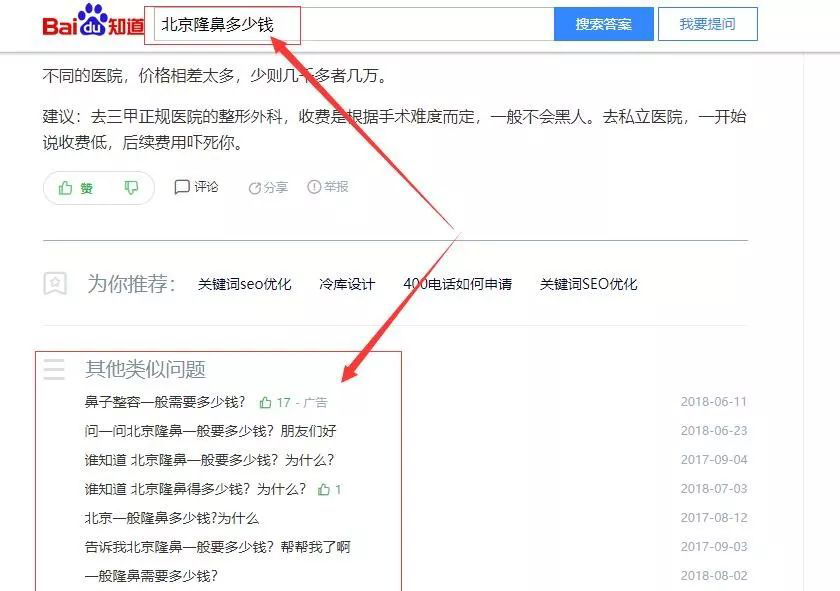 Bai du 知道 北京隆鼻多少钱 搜索答案 我要提问
不同的医院，价格相差太多，少则几千多者几万。
建议：去三甲正规医院的整形外科，收费是根据手术难度而定，一般不会黑人。去私立医院，一开始
说收费低，后续费用吓死你。
赞 评论 分享 举报
为你推荐： 关键词seo优化 冷库设计 400电话如何申请 关键词SEO优化
其他类似问题
鼻子整容一般需要多少钱？ 17 - 广告 2018-06-11
问一问北京隆鼻一般要多少钱？朋友们好 2018-06-23
谁知道 北京隆鼻一般要多少钱？为什么？ 2017-09-04
谁知道 北京隆鼻得多少钱？为什么？ 1 2018-07-03
北京一般隆鼻多少钱?为什么 2017-08-12
告诉我北京隆鼻一般要多少钱？帮帮我了啊 2017-09-03
一般隆鼻需要多少钱？ 2018-08-02